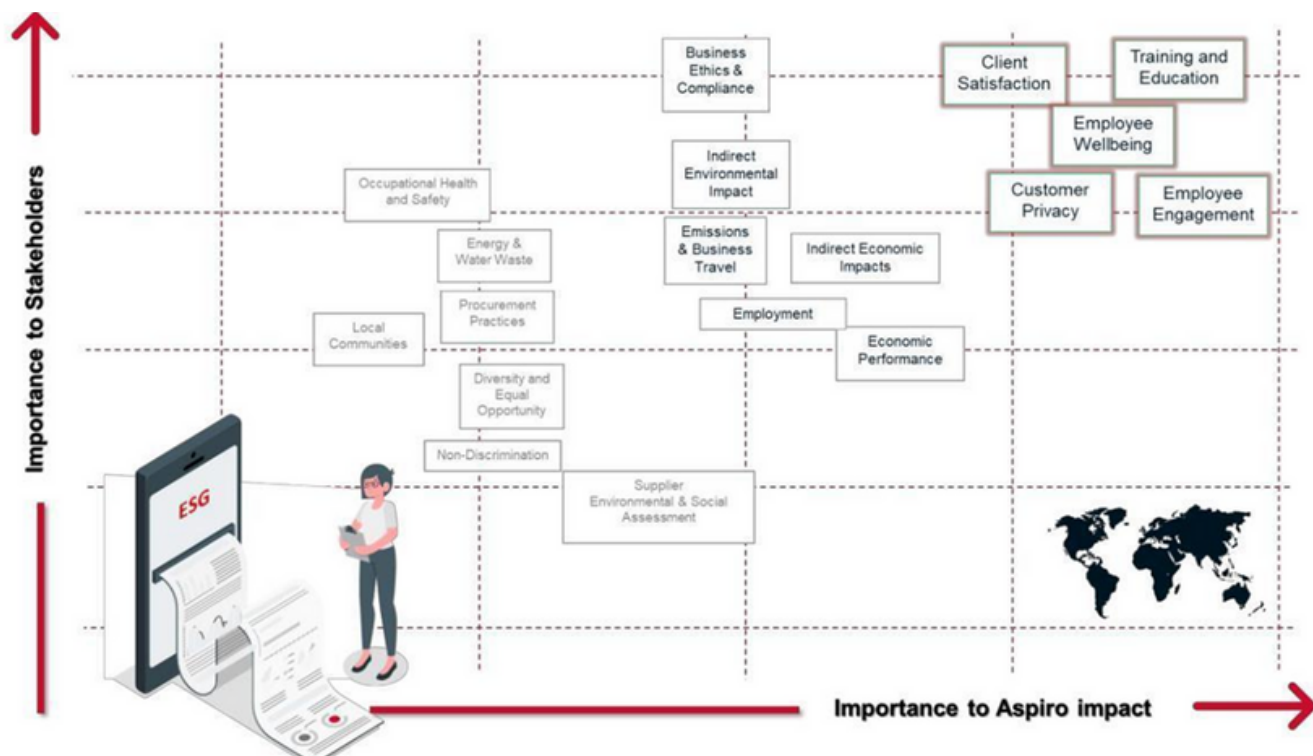 Importance to Stakeholders
Business
Ethics &
Compliance
Client
Satisfaction
Training and
Education
Employee
Wellbeing
Indirect
Environmental
Impact
Occupational Health
and Safety
Customer
Privacy
Employee
Engagement
Emissions
& Business
Travel
Energy &
Water Waste
Indirect Economic
Impacts
Procurement
Practices
Employment
Local
Communities
Economic
Performance
Diversity and
Equal
Opportunity
Non-Discrimination
Supplier
Environmental & Social
Assessment
ESG
Importance to Aspiro impact